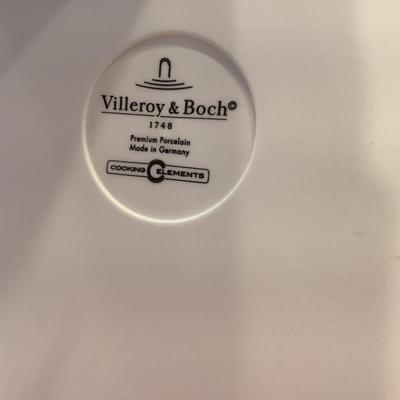 Villeroy & Boch©
1748
Premium Porcelain
Made in Germany
COOKING ELEMENTS